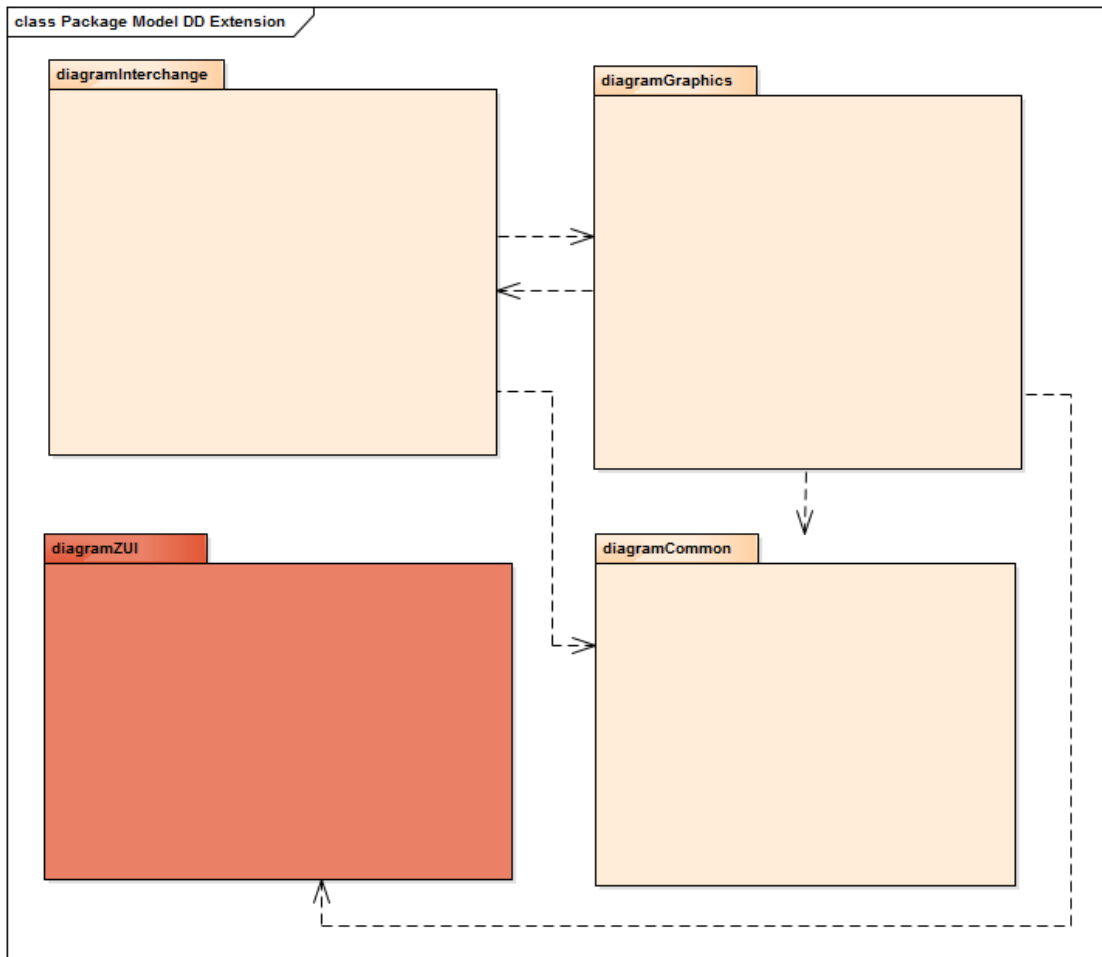 class Package Model DD Extension
diagramInterchange
diagramGraphics
diagramZUI
diagramCommon